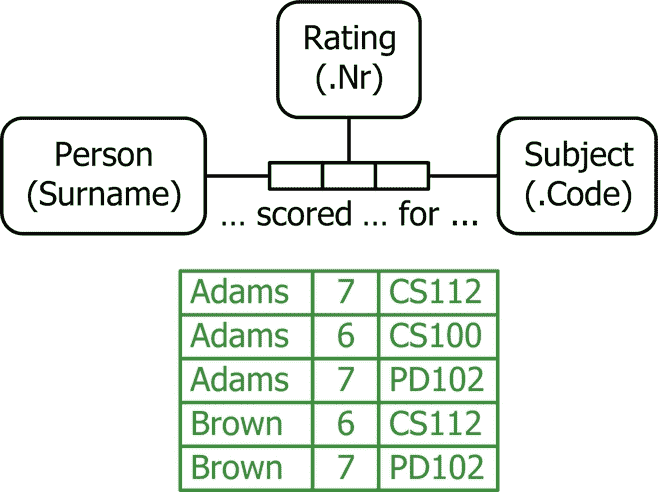 Rating
(.Nr)
Person
(Surname)
Subject
(.Code)
... scored ... for ...
Adams 7 CS112
Adams 6 CS100
Adams 7 PD102
Brown 6 CS112
Brown 7 PD102